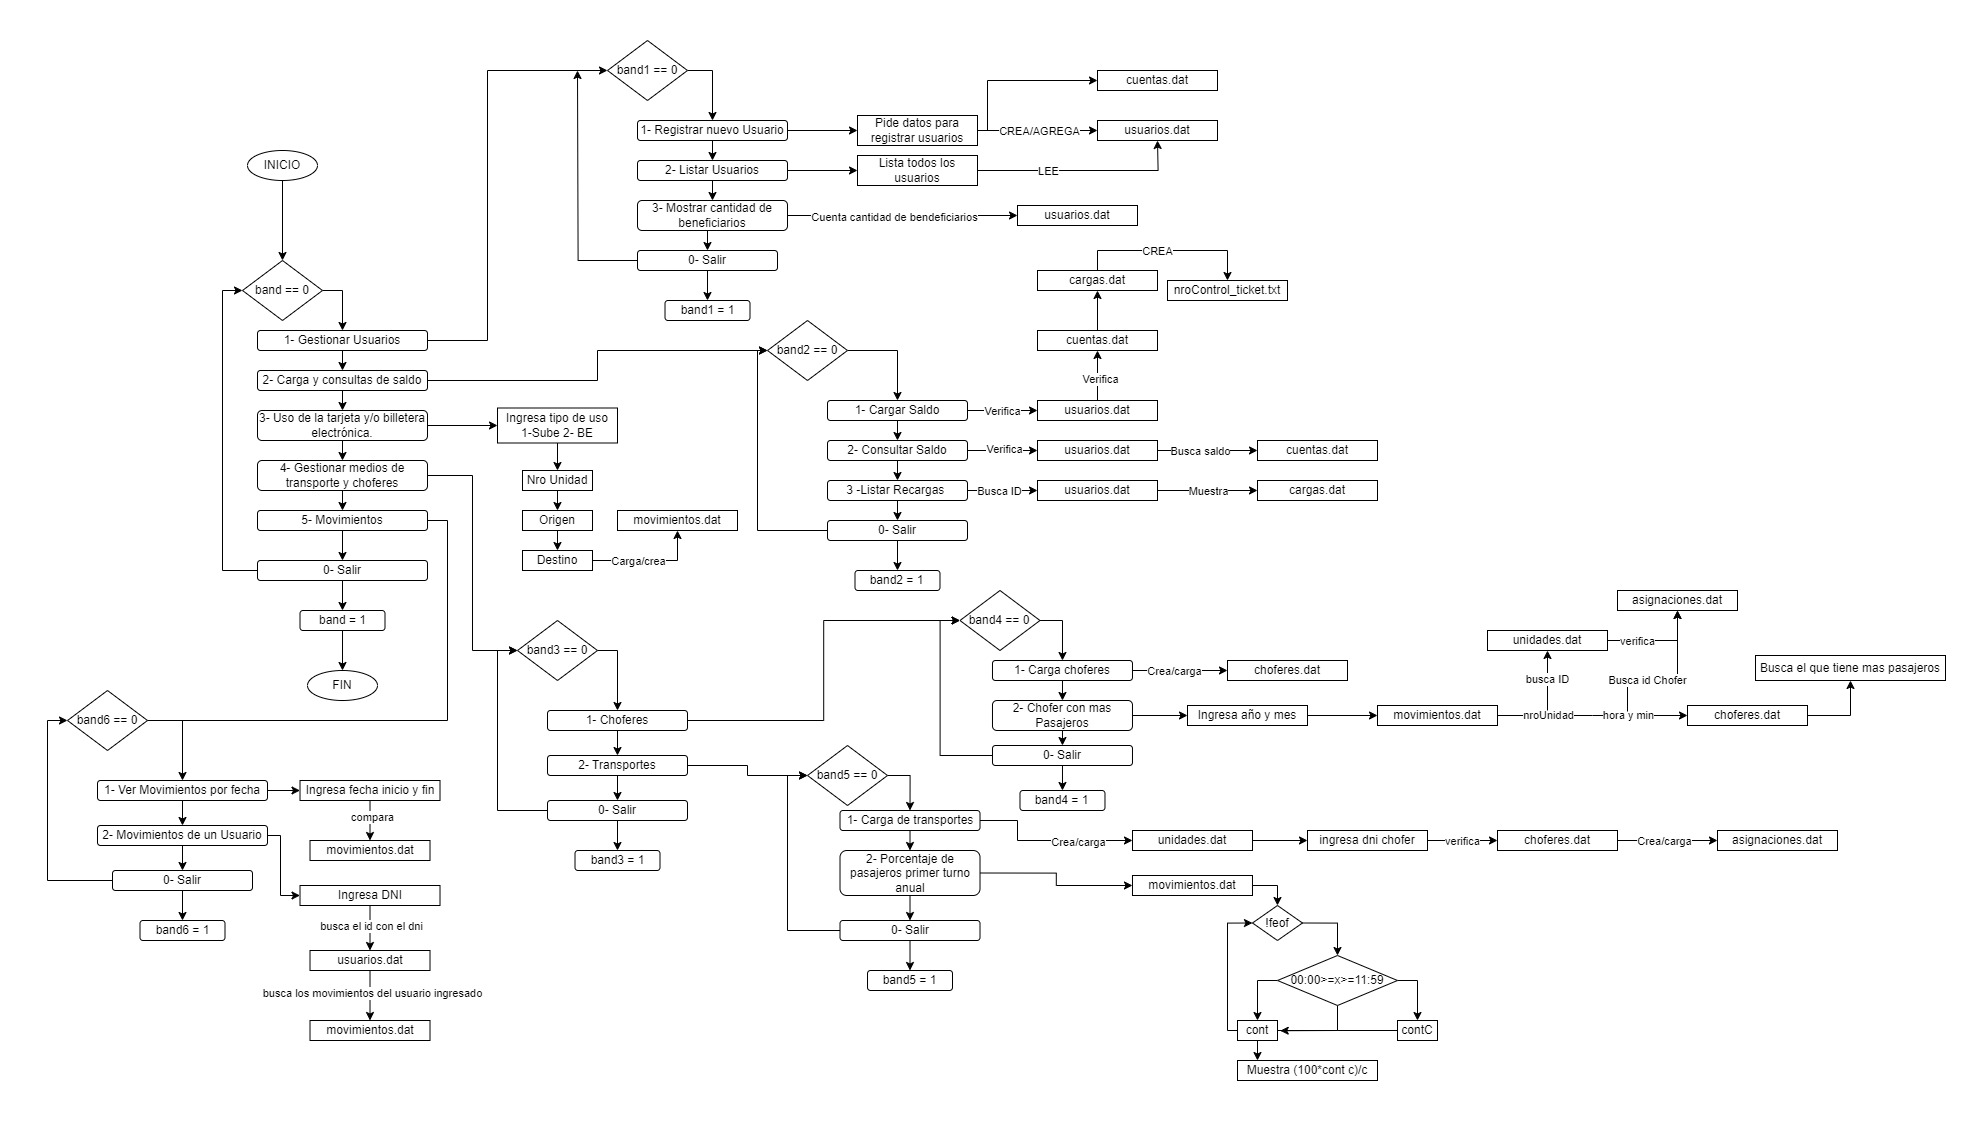 INICIO
band == 0
1- Gestionar Usuarios
2- Carga y consultas de saldo
3- Uso de la tarjeta y/o billetera
electrónica.
4- Gestionar medios de
transporte y choferes
5- Movimientos
0- Salir
band = 1
FIN
band1 == 0
1- Registrar nuevo Usuario
Pide datos para
registrar usuarios
CREA/AGREGA
cuentas.dat
usuarios.dat
2- Listar Usuarios
Lista todos los
usuarios
LEE
3- Mostrar cantidad de
beneficiarios
Cuenta cantidad de bendeficiarios
usuarios.dat
0- Salir
band1 = 1
band2 == 0
1- Cargar Saldo
Verifica
usuarios.dat
Verifica
cuentas.dat
cargas.dat
CREA
nroControl_ticket.txt
2- Consultar Saldo
Verifica
usuarios.dat
Busca saldo
cuentas.dat
3 -Listar Recargas
Busca ID
usuarios.dat
Muestra
cargas.dat
0- Salir
band2 = 1
Ingresa tipo de uso
1-Sube 2- BE
Nro Unidad
Origen
Destino
Carga/crea
movimientos.dat
band3 == 0
1- Choferes
2- Transportes
0- Salir
band3 = 1
band4 == 0
1- Carga choferes
Crea/carga
choferes.dat
2- Chofer con mas
Pasajeros
Ingresa año y mes
movimientos.dat
nroUnidad
busca ID
unidades.dat
verifica
asignaciones.dat
Busca id Chofer
hora y min
choferes.dat
Busca el que tiene mas pasajeros
0- Salir
band4 = 1
band5 == 0
1- Carga de transportes
Crea/carga
unidades.dat
ingresa dni chofer
verifica
choferes.dat
Crea/carga
asignaciones.dat
2- Porcentaje de
pasajeros primer turno
anual
movimientos.dat
!feof
00:00>=x>=11:59
cont
contC
Muestra (100*cont c)/c
0- Salir
band5 = 1
band6 == 0
1- Ver Movimientos por fecha
Ingresa fecha inicio y fin
compara
movimientos.dat
2- Movimientos de un Usuario
Ingresa DNI
busca el id con el dni
usuarios.dat
busca los movimientos del usuario ingresado
movimientos.dat
0- Salir
band6 = 1